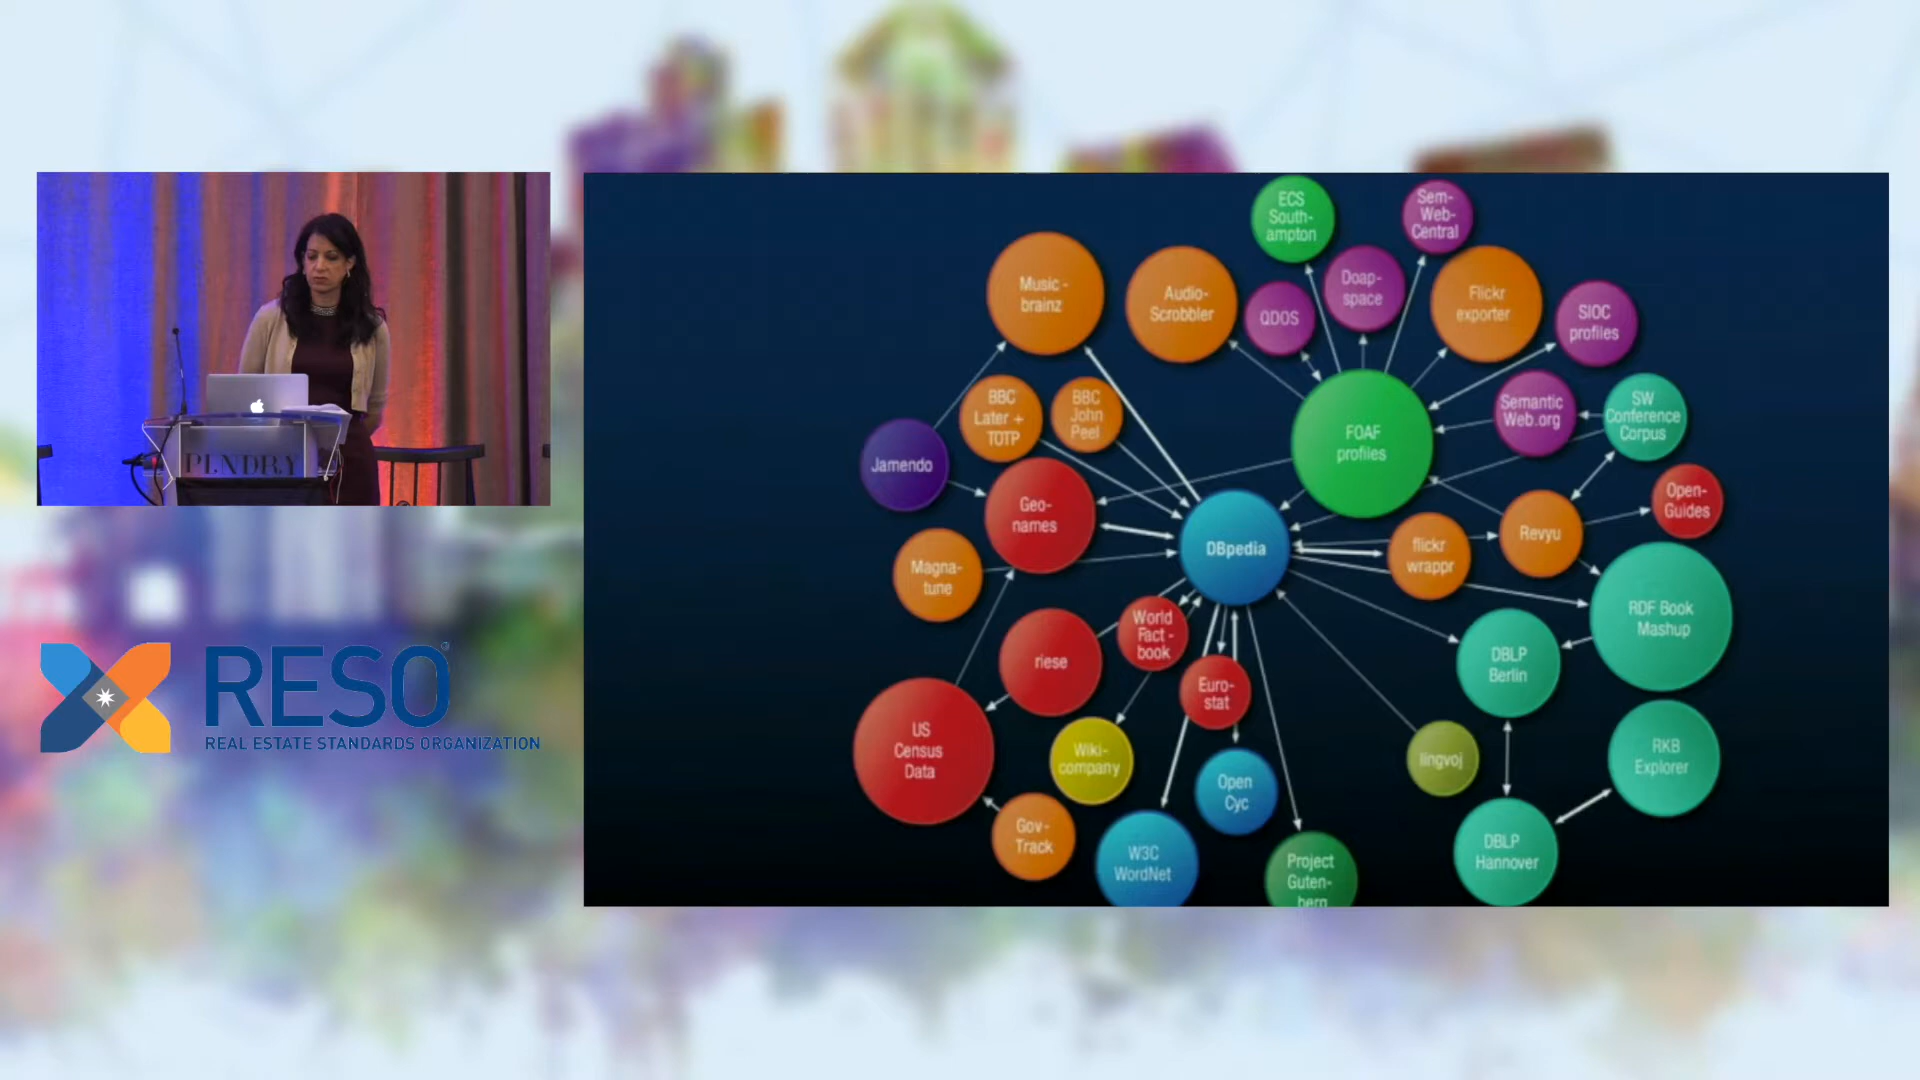 PLNDRY
RESO
REAL ESTATE STANDARDS ORGANIZATION
ECS
South-
ampton
Sem-
Web-
Central
Music -
brainz
Audio-
Scrobbler
QDOS
Doap-
space
Flickr
exporter
SIOC
profiles
BBC
Later +
TOTP
BBC
John
Peel
FOAF
profiles
Semantic
Web.org
SW
Conference
Corpus
Jamendo
Geo-
names
DBpedia
flickr
wrappr
Revyu
Open-
Guides
Magna-
tune
World
Fact -
book
RDF Book
Mashup
riese
Euro-
stat
DBLP
Berlin
US
Census
Data
Wiki-
company
Open
Cyc
lingvoj
RKB
Explorer
Gov-
Track
W3C
WordNet
Project
Guten-
berg
DBLP
Hannover